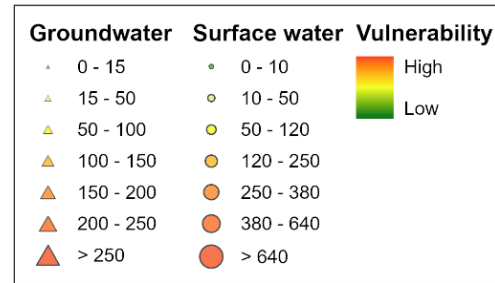 Groundwater Surface water Vulnerability
0 - 15 0 - 10 High
15 - 50 10 - 50 Low
50 - 100 50 - 120
100 - 150 120 - 250
150 - 200 250 - 380
200 - 250 380 - 640
> 250 > 640